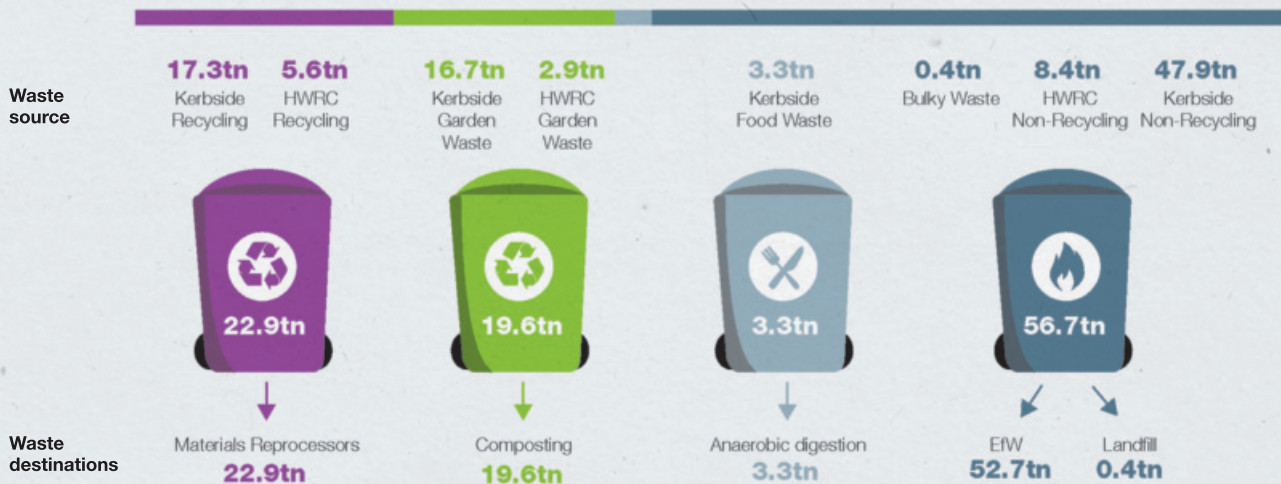 17.3tn 5.6tn 16.7tn 2.9tn 3.3tn 0.4tn 8.4tn 47.9tn
Waste
source
Kerbside
Recycling
HWRC
Recycling
Kerbside
Garden
Waste
HWRC
Garden
Waste
Kerbside
Food Waste
Bulky Waste
HWRC
Non-Recycling
Kerbside
Non-Recycling
22.9tn 19.6tn 3.3tn 56.7tn
Waste
destinations
Materials Reprocessors
22.9tn
Composting
19.6tn
Anaerobic digestion
3.3tn
EfW
52.7tn
Landfill
0.4tn